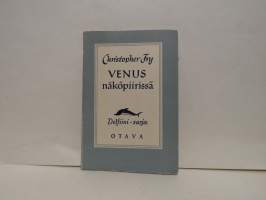 Christopher Fry
VENUS
näköpiirissä
Delfiini-sarja
OTAVA